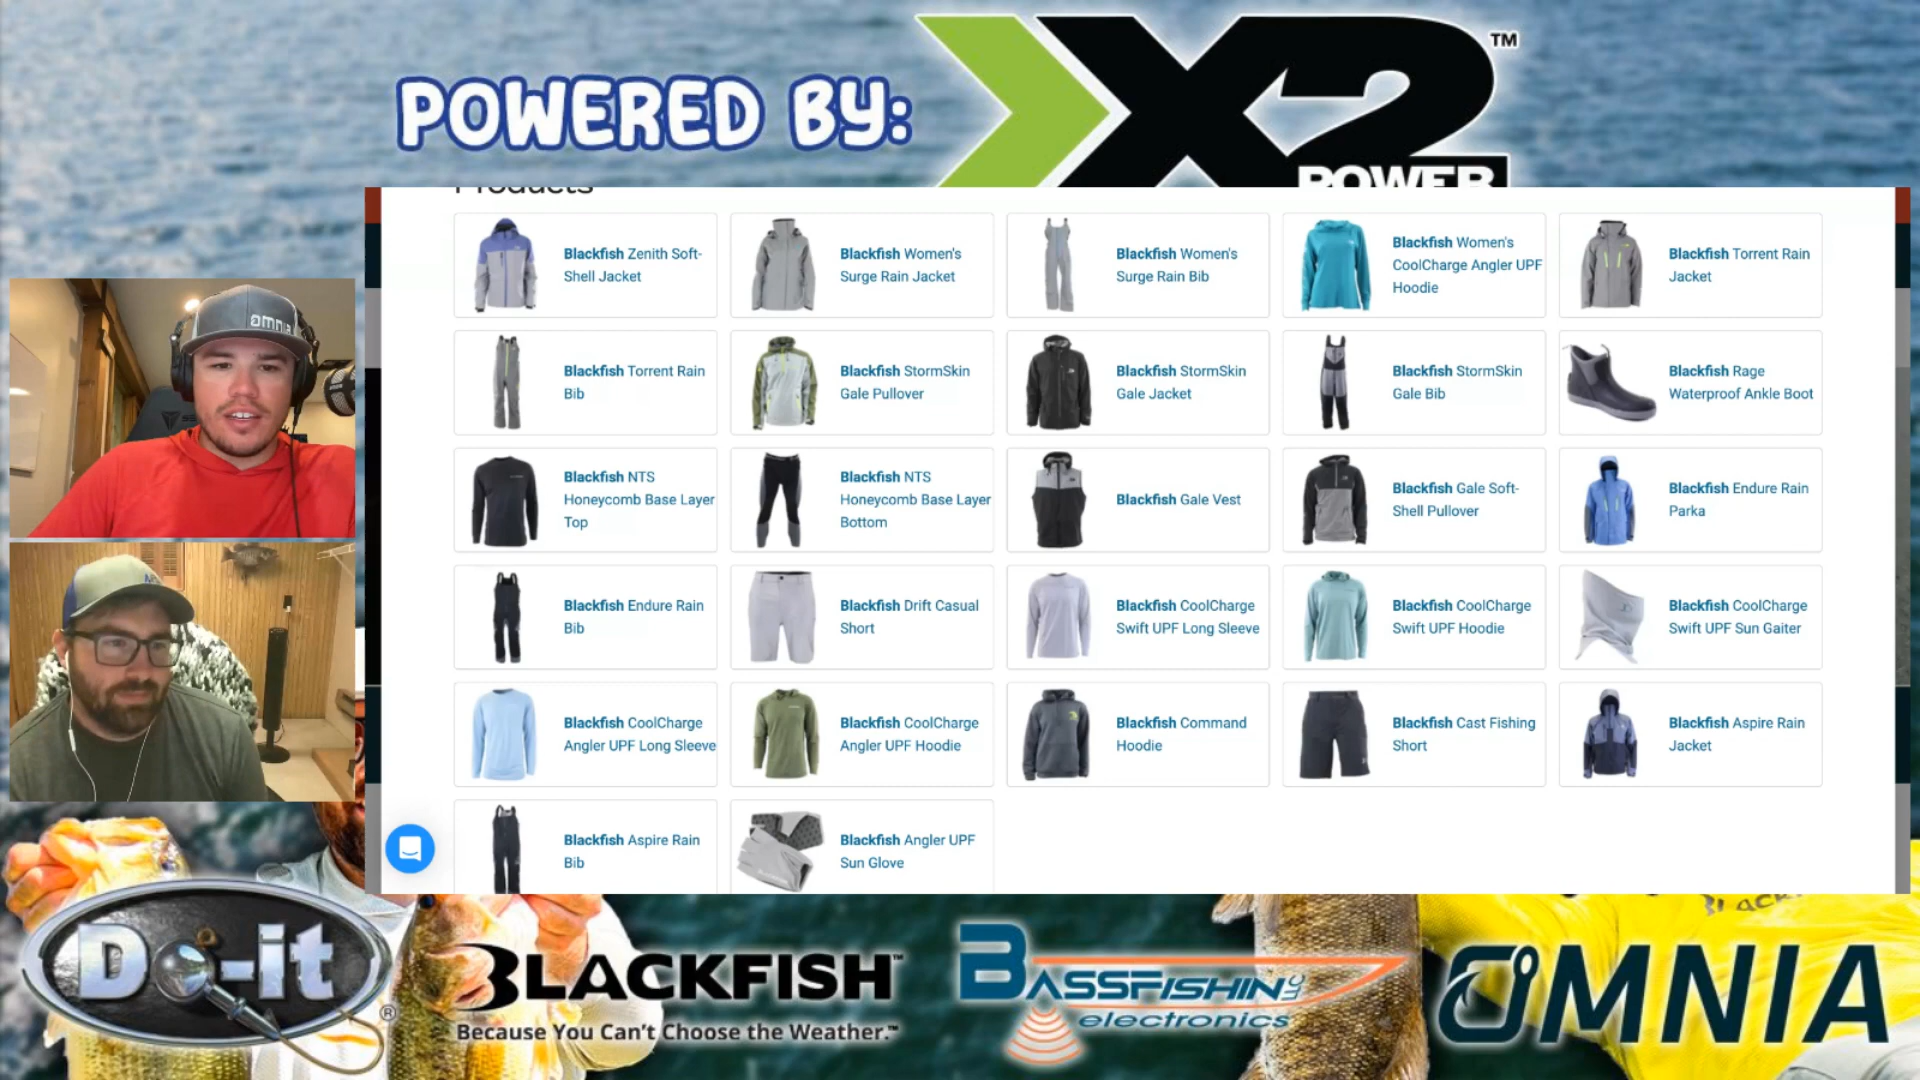 POWERED BY:
X2™
POWER
Products
Blackfish Zenith Soft-
Shell Jacket
Blackfish Women's
Surge Rain Jacket
Blackfish Women's
Surge Rain Bib
Blackfish Women's
CoolCharge Angler UPF
Hoodie
Blackfish Torrent Rain
Jacket
Blackfish Torrent Rain
Bib
Blackfish StormSkin
Gale Pullover
Blackfish StormSkin
Gale Jacket
Blackfish StormSkin
Gale Bib
Blackfish Rage
Waterproof Ankle Boot
Blackfish NTS
Honeycomb Base Layer
Top
Blackfish NTS
Honeycomb Base Layer
Bottom
Blackfish Gale Vest
Blackfish Gale Soft-
Shell Pullover
Blackfish Endure Rain
Parka
Blackfish Endure Rain
Bib
Blackfish Drift Casual
Short
Blackfish CoolCharge
Swift UPF Long Sleeve
Blackfish CoolCharge
Swift UPF Hoodie
Blackfish CoolCharge
Swift UPF Sun Gaiter
Blackfish CoolCharge
Angler UPF Long Sleeve
Blackfish CoolCharge
Angler UPF Hoodie
Blackfish Command
Hoodie
Blackfish Cast Fishing
Short
Blackfish Aspire Rain
Jacket
Blackfish Aspire Rain
Bib
Blackfish Angler UPF
Sun Glove
omnia
Do-it®
BLACKFISH™
Because You Can't Choose the Weather.™
BASSFISHIN LLC
electronics
OMNIA